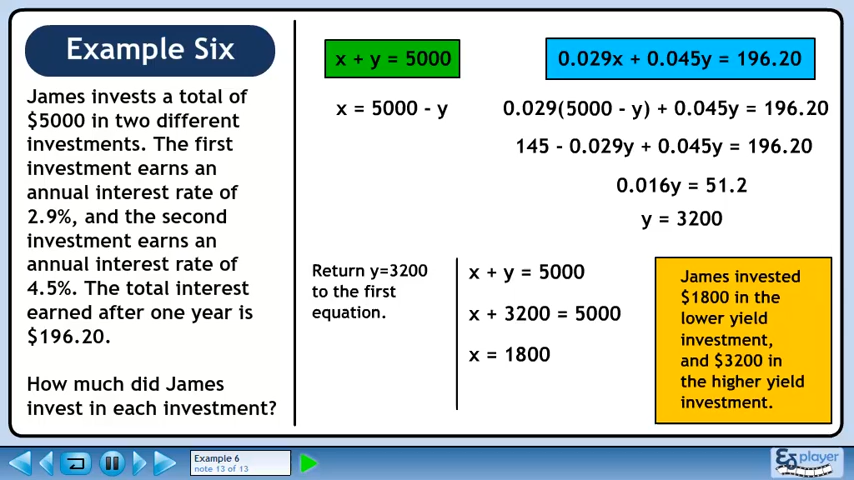 Example Six
James invests a total of
$5000 in two different
investments. The first
investment earns an
annual interest rate of
2.9%, and the second
investment earns an
annual interest rate of
4.5%. The total interest
earned after one year is
$196.20.
How much did James
invest in each investment?
x + y = 5000
x = 5000 - y
0.029x + 0.045y = 196.20
0.029(5000 - y) + 0.045y = 196.20
145 - 0.029y + 0.045y = 196.20
0.016y = 51.2
y = 3200
Return y=3200
to the first
equation.
x + y = 5000
x + 3200 = 5000
x = 1800
James invested
$1800 in the
lower yield
investment,
and $3200 in
the higher yield
investment.
Example 6
note 13 of 13
player